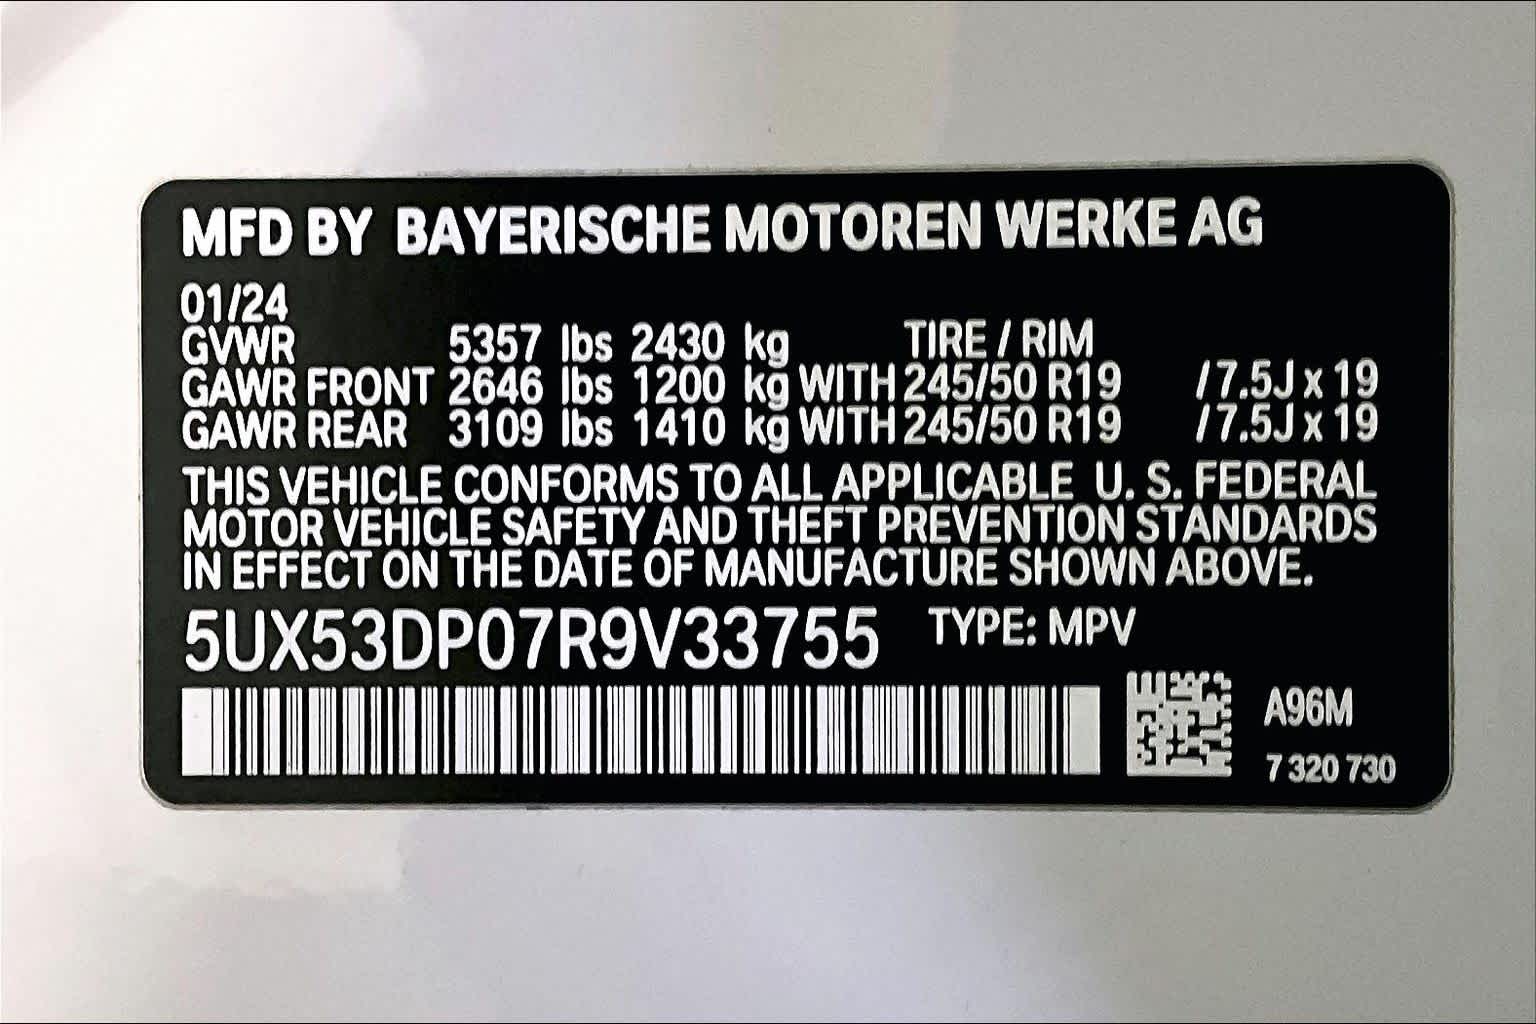 MFD BY BAYERISCHE MOTOREN WERKE AG
01/24
GVWR 5357 lbs 2430 kg TIRE / RIM
GAWR FRONT 2646 lbs 1200 kg WITH 245/50 R19 / 7.5J x 19
GAWR REAR 3109 lbs 1410 kg WITH 245/50 R19 / 7.5J x 19
THIS VEHICLE CONFORMS TO ALL APPLICABLE U. S. FEDERAL
MOTOR VEHICLE SAFETY AND THEFT PREVENTION STANDARDS
IN EFFECT ON THE DATE OF MANUFACTURE SHOWN ABOVE.
5UX53DP07R9V33755 TYPE: MPV
A96M
7 320 730